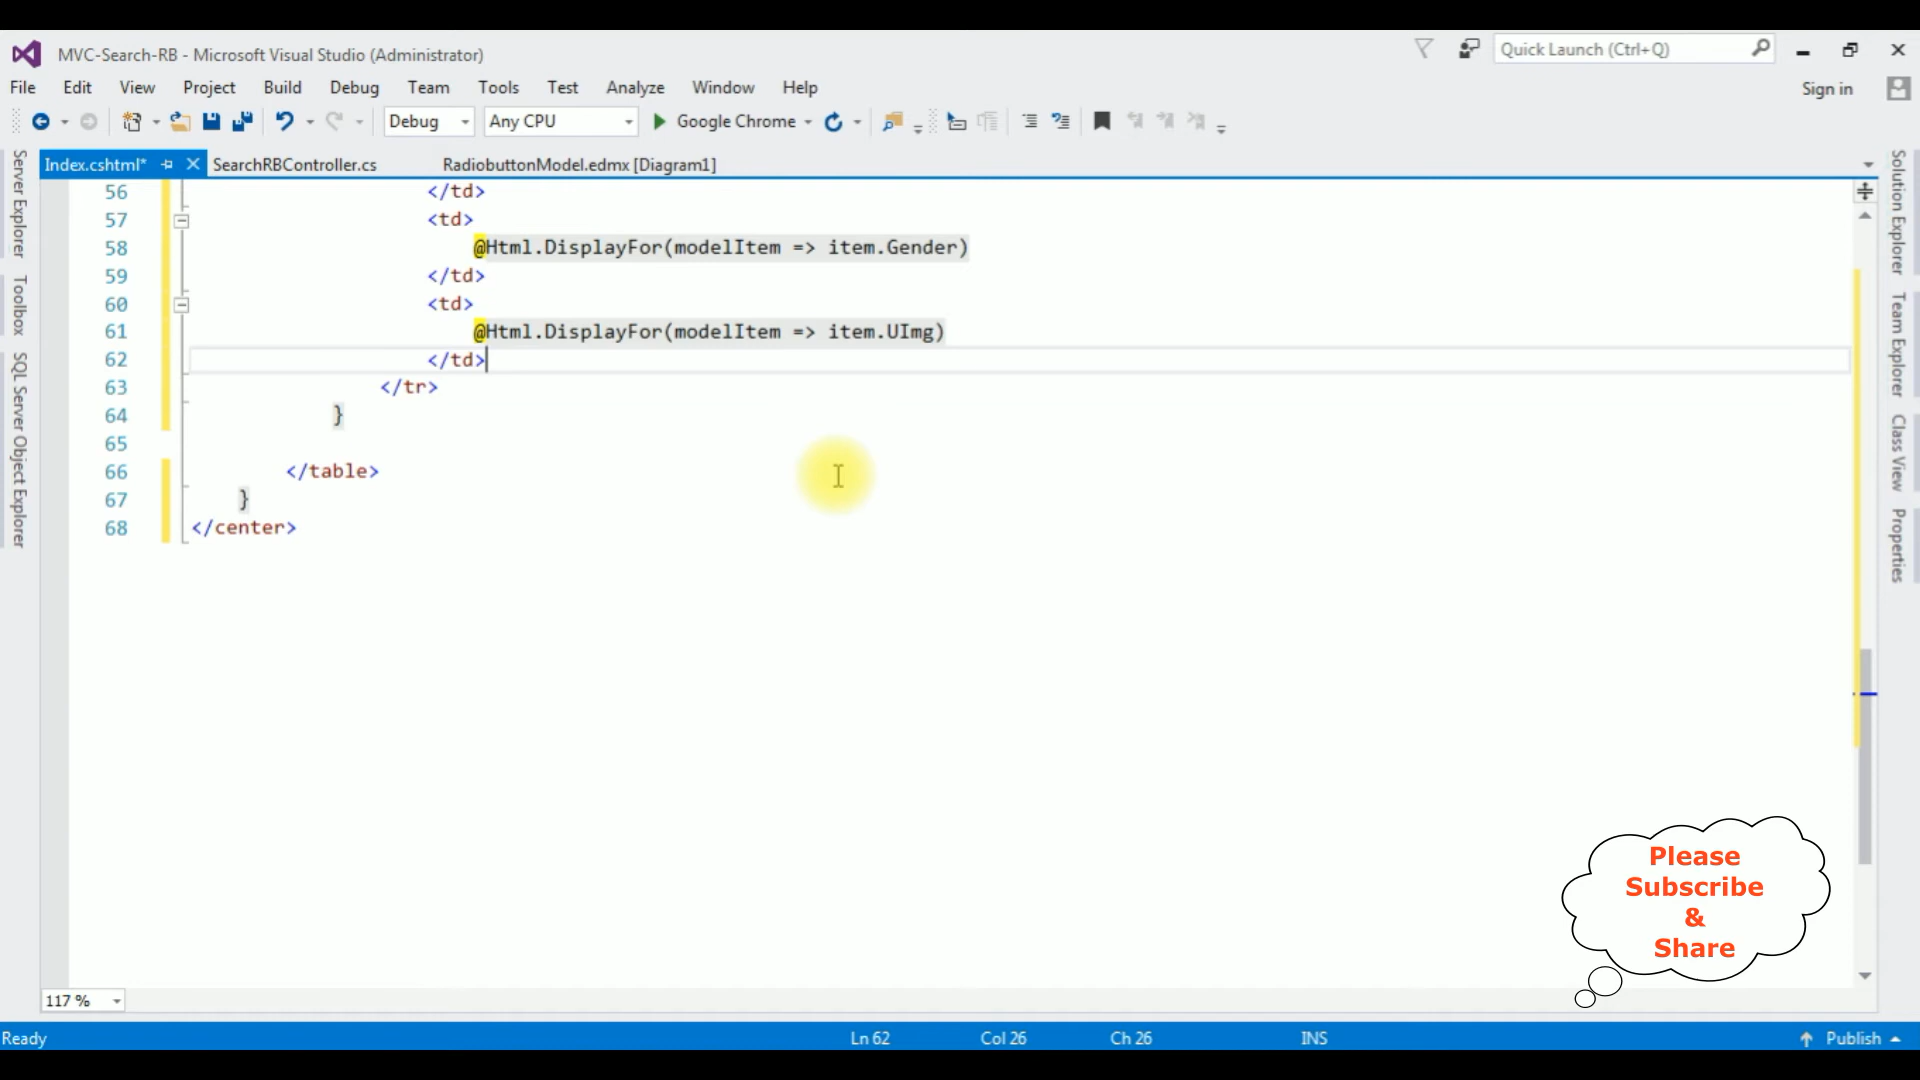 MVC-Search-RB - Microsoft Visual Studio (Administrator)
Quick Launch (Ctrl+Q)
File Edit View Project Build Debug Team Tools Test Analyze Window Help
Sign in
Debug Any CPU Google Chrome
Index.cshtml* SearchRBController.cs RadiobuttonModel.edmx [Diagram1]
Server Explorer
Toolbox
SQL Server Object Explorer
56 </td>
57 <td>
58 @Html.DisplayFor(modelItem => item.Gender)
59 </td>
60 <td>
61 @Html.DisplayFor(modelItem => item.UImg)
62 </td>
63 </tr>
64 }
65
66 </table>
67 }
68 </center>
Solution Explorer
Team Explorer
Class View
Properties
Please
Subscribe
&
Share
117 %
Ready Ln 62 Col 26 Ch 26 INS Publish